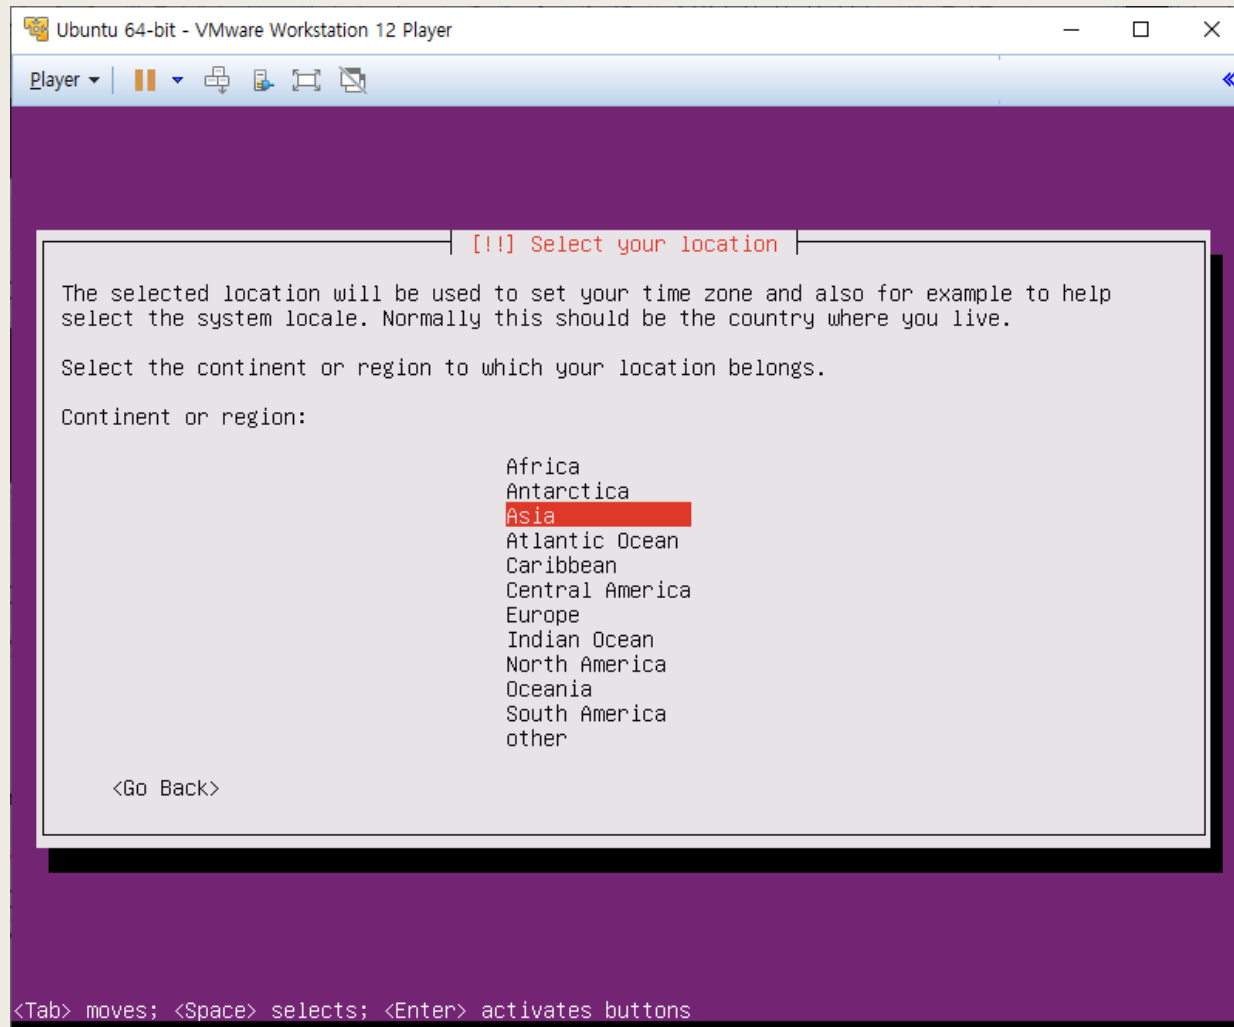 Ubuntu 64-bit - VMware Workstation 12 Player
Player
[!!] Select your location
The selected location will be used to set your time zone and also for example to help
select the system locale. Normally this should be the country where you live.
Select the continent or region to which your location belongs.
Continent or region:
Africa
Antarctica
Asia
Atlantic Ocean
Caribbean
Central America
Europe
Indian Ocean
North America
Oceania
South America
other
<Go Back>
<Tab> moves; <Space> selects; <Enter> activates buttons